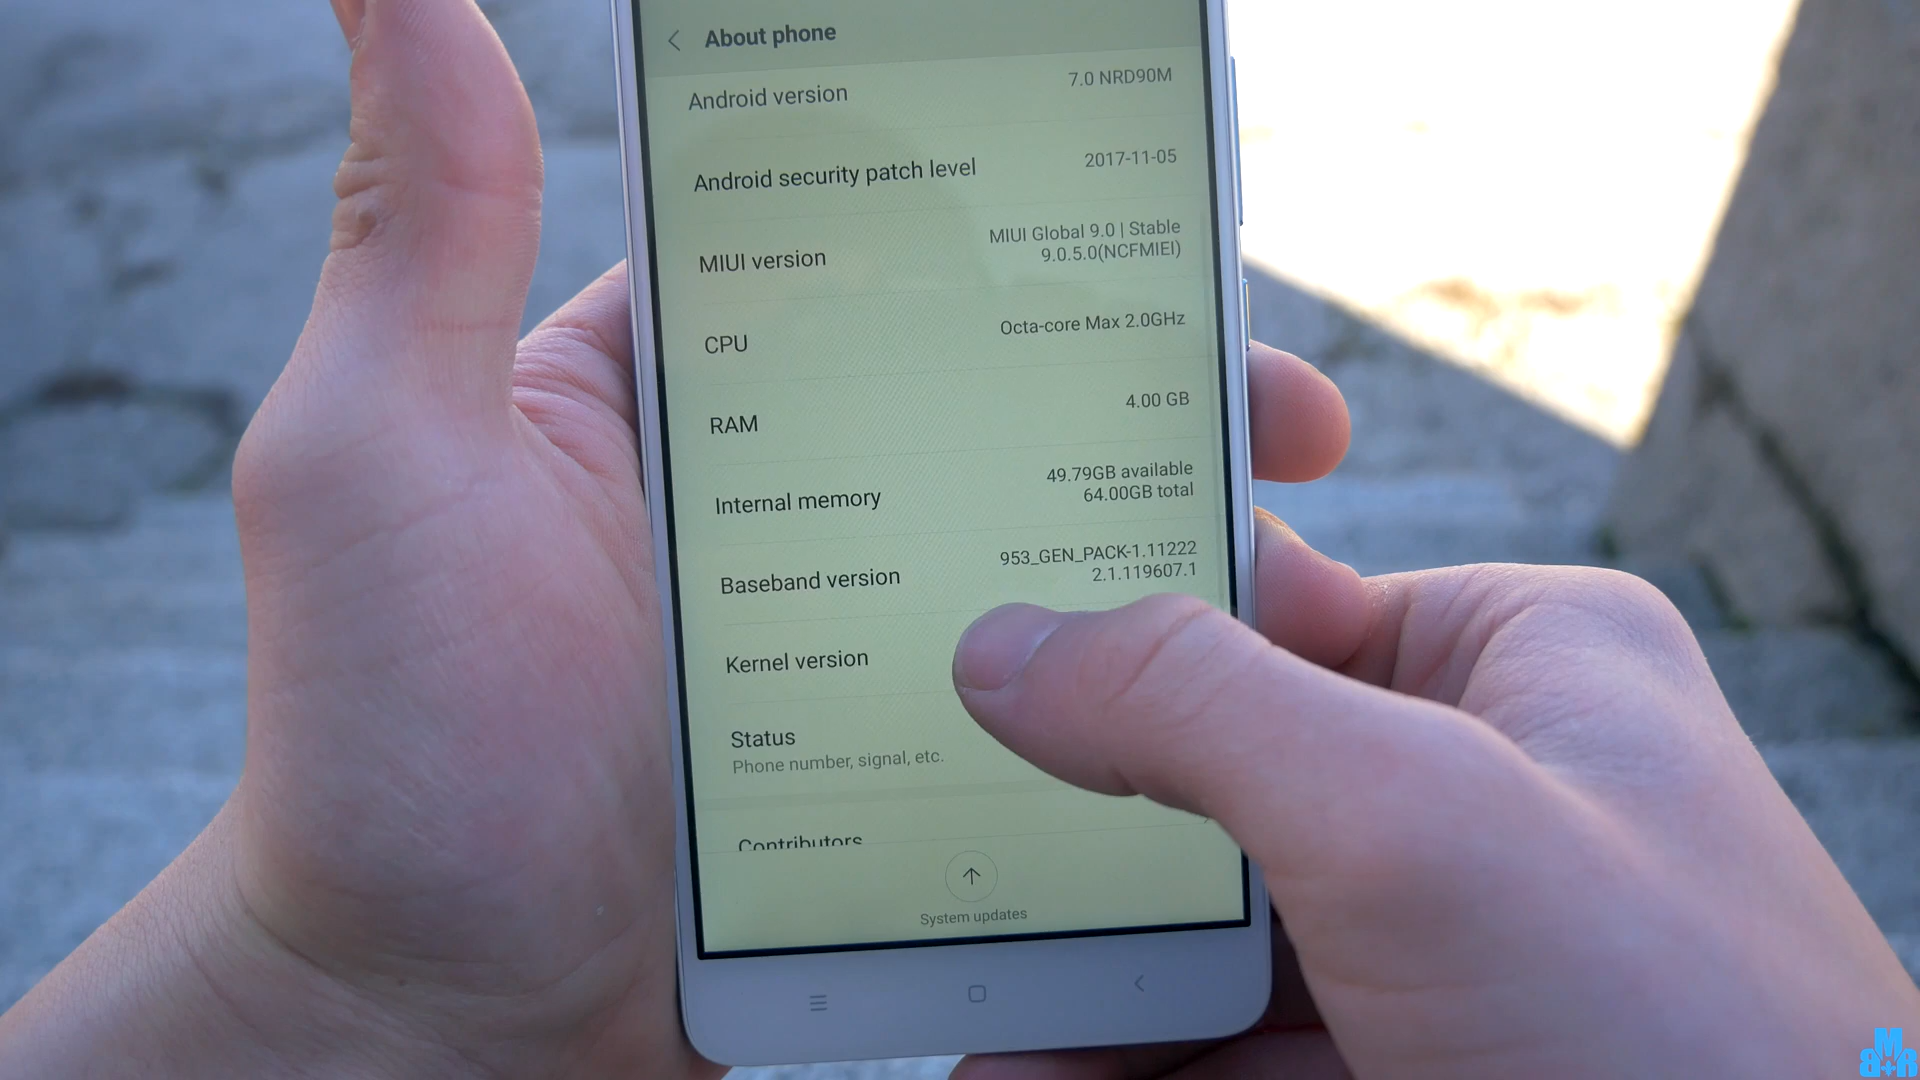 About phone
Android version
7.0 NRD90M
Android security patch level
2017-11-05
MIUI version
MIUI Global 9.0 | Stable
9.0.5.0(NCFMIEI)
CPU
Octa-core Max 2.0GHz
RAM
4.00 GB
Internal memory
49.79GB available
64.00GB total
Baseband version
953_GEN_PACK-1.11222
2.1.119607.1
Kernel version
Status
Phone number, signal, etc.
Contributors
System updates
M
a+R